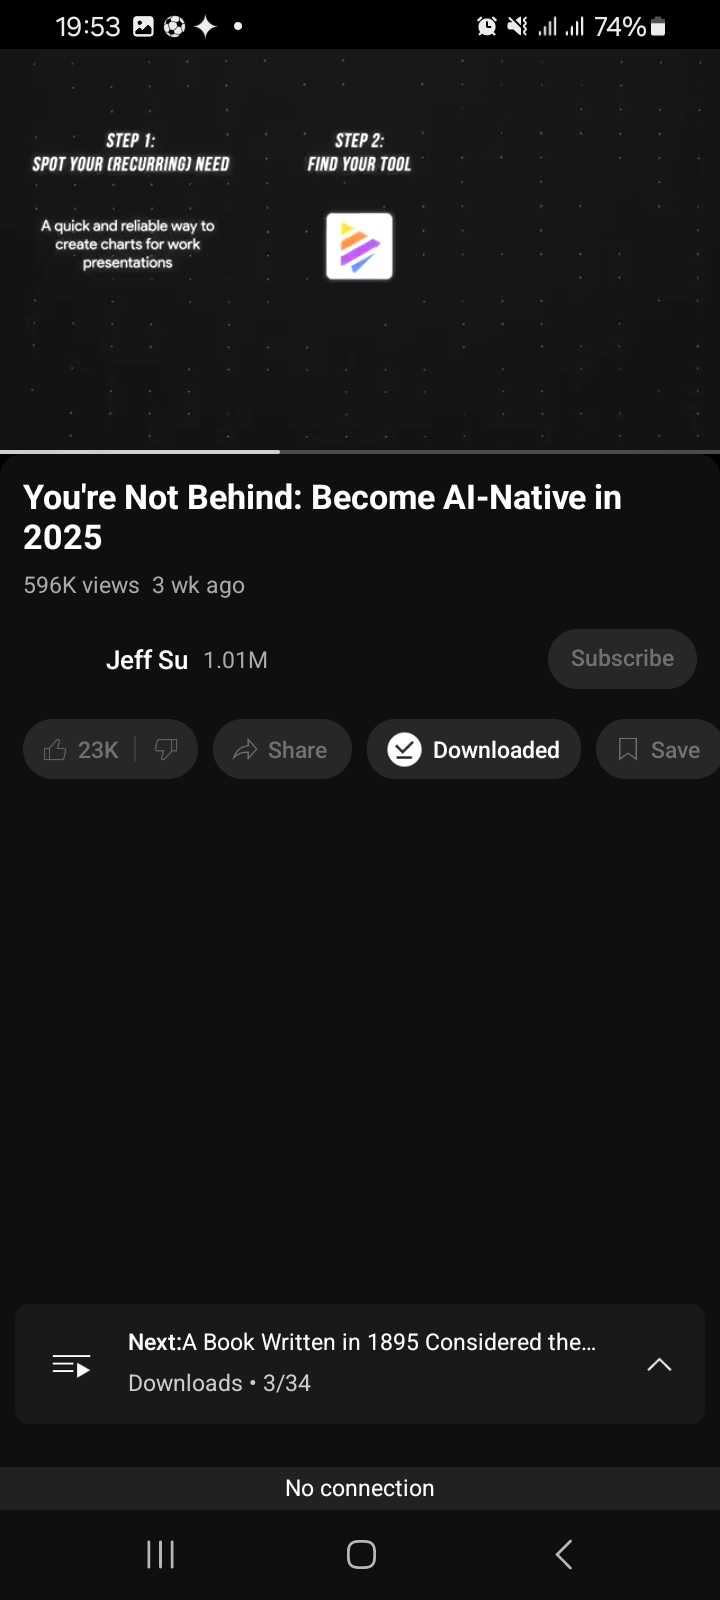 19:53
74%
STEP 1:
SPOT YOUR (RECURRING) NEED
A quick and reliable way to
create charts for work
presentations
STEP 2:
FIND YOUR TOOL
You're Not Behind: Become AI-Native in
2025
596K views 3 wk ago
Jeff Su 1.01M
Subscribe
23K
Share
Downloaded
Save
Next:A Book Written in 1895 Considered the...
Downloads • 3/34
No connection